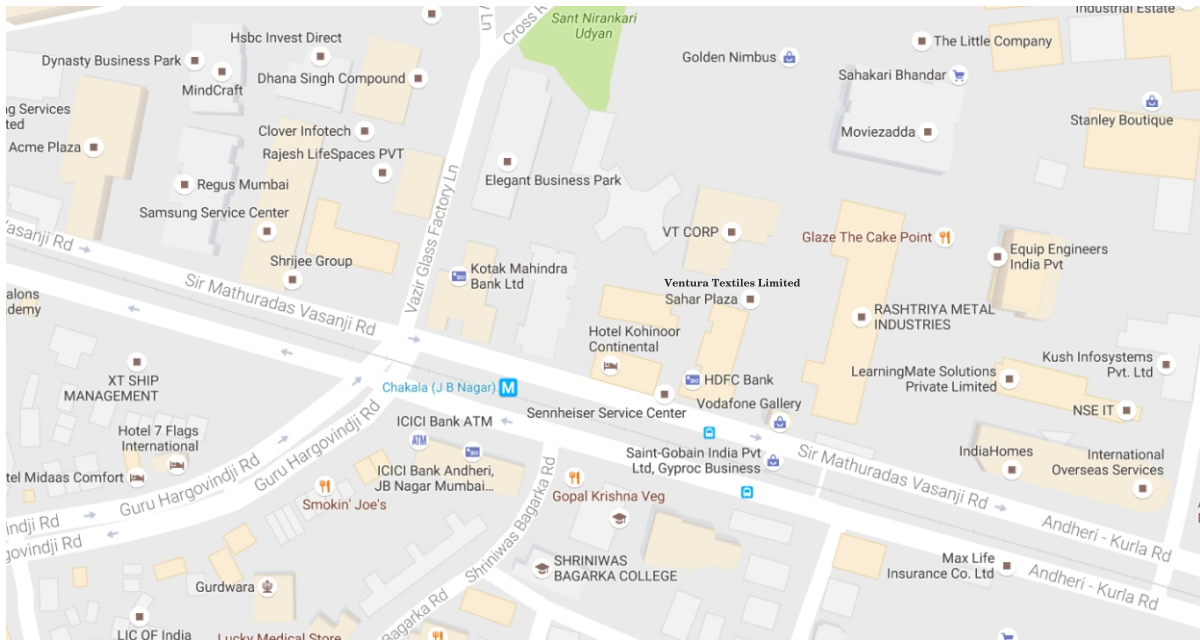 Industrial Estate
Sant Nirankari
Udyan
Cross R
Hsbc Invest Direct
The Little Company
Dynasty Business Park
Golden Nimbus
MindCraft
Dhana Singh Compound
Sahakari Bhandar
ng Services
ted
Stanley Boutique
Clover Infotech
Moviezadda
Acme Plaza
Rajesh LifeSpaces PVT
Regus Mumbai
Elegant Business Park
Vazir Glass Factory Ln
Samsung Service Center
VT CORP
Glaze The Cake Point
Vasanji Rd
Equip Engineers
India Pvt
Shrijee Group
Kotak Mahindra
Bank Ltd
Ventura Textiles Limited
Sahar Plaza
Sir Mathuradas Vasanji Rd
alons
demy
RASHTRIYA METAL
INDUSTRIES
Hotel Kohinoor
Continental
Kush Infosystems
Pvt. Ltd
XT SHIP
MANAGEMENT
Chakala (J B Nagar)
M
HDFC Bank
LearningMate Solutions
Private Limited
Sennheiser Service Center
Vodafone Gallery
NSE IT
ICICI Bank ATM
ATM
Hotel 7 Flags
International
Saint-Gobain India Pvt
Ltd, Gyproc Business
IndiaHomes
International
Overseas Services
ICICI Bank Andheri,
JB Nagar Mumbai...
tel Midaas Comfort
Guru Hargovindji Rd
Guru Hargovindji Rd
Sir Mathuradas Vasanji Rd
Smokin' Joe's
Gopal Krishna Veg
Shriniwas Bagarka Rd
indji Rd
govindji Rd
Andheri - Kurla Rd
SHRINIWAS
BAGARKA COLLEGE
Max Life
Insurance Co. Ltd
Andheri - Kurla Rd
Gurdwara
Bagarka Rd
LIC OF India
Lucky Medical Store